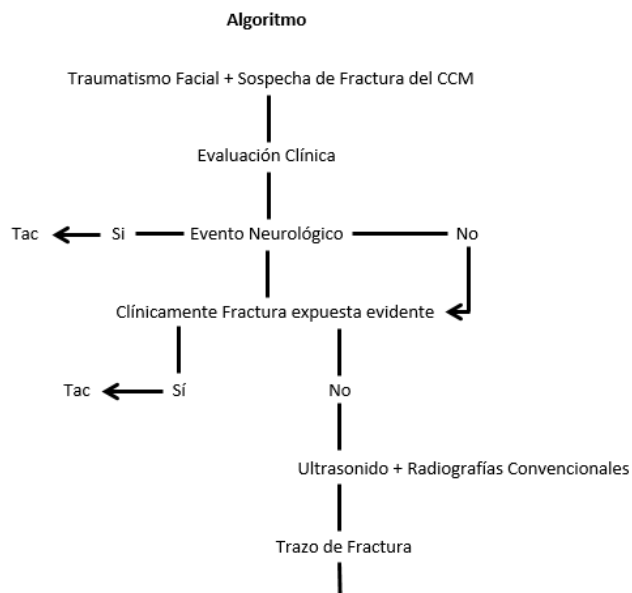 Algoritmo
Traumatismo Facial + Sospecha de Fractura del CCM
Evaluación Clínica
Tac Si Evento Neurológico No
Clínicamente Fractura expuesta evidente
Tac Sí No
Ultrasonido + Radiografías Convencionales
Trazo de Fractura